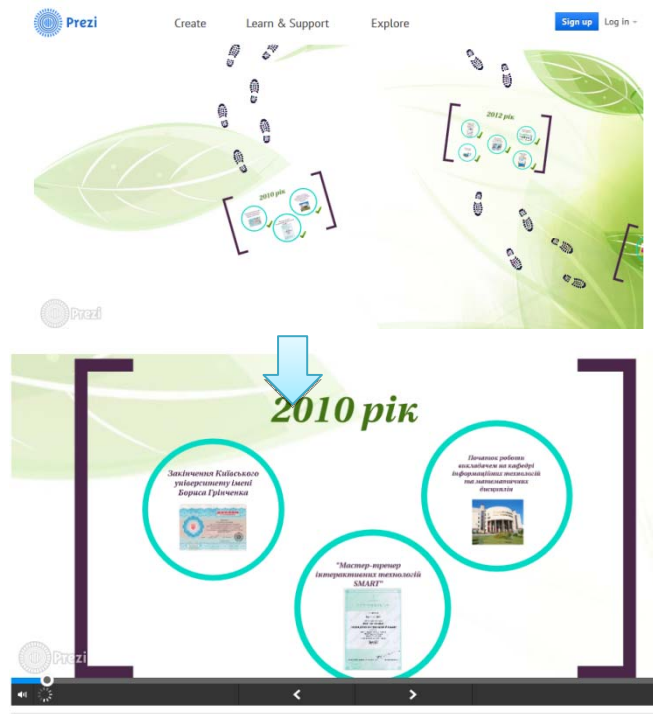 Prezi
Create
Learn & Support
Explore
Sign up
Log in
2010 рік
2012 рік
Prezi
2010 рік
Закінчення Київського
університету імені
Бориса Грінченка
Початок роботи
викладачем на кафедрі
інформаційних технологій
та математичних
дисциплін
"Мастер-тренер
інтерактивних технологій
SMART"
Prezi